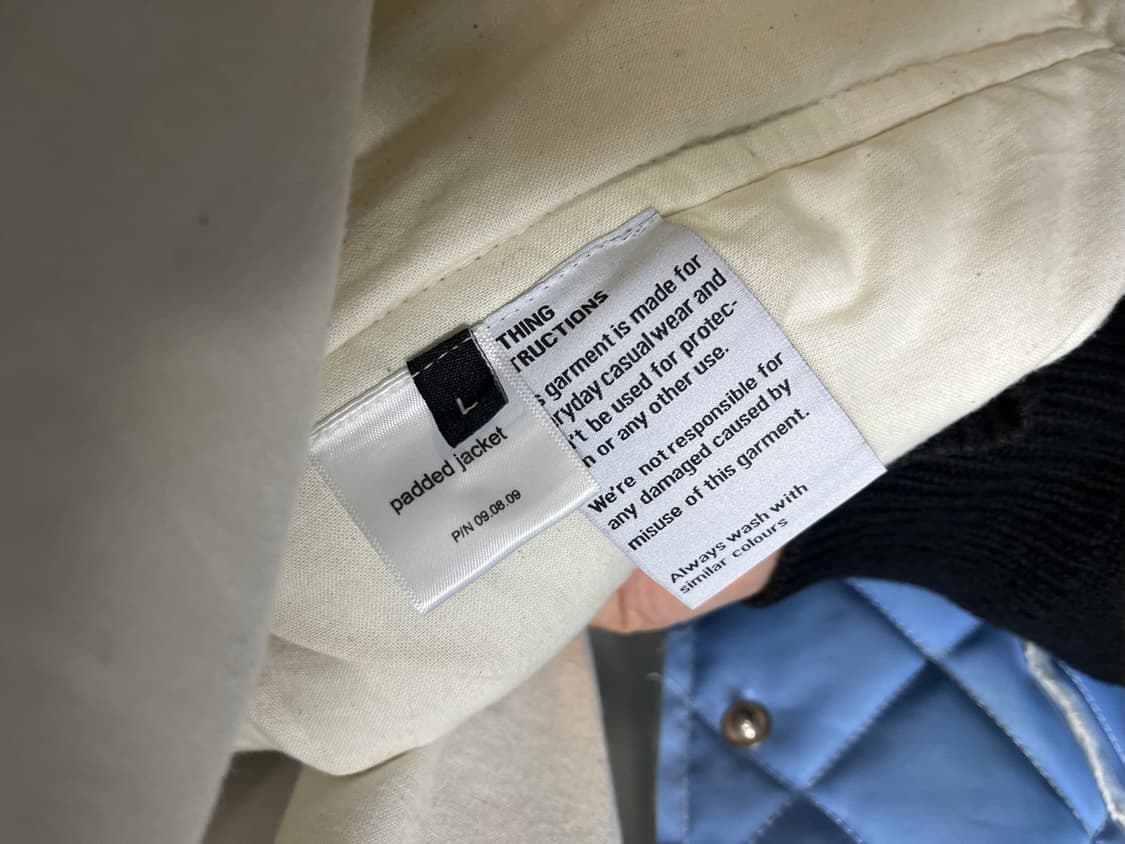 L
padded jacket
P/N 09.08.09
THING
TRUCTIONS
s garment is made for
ryday casual wear and
't be used for protec-
n or any other use.
We're not responsible for
any damaged caused by
misuse of this garment.
Always wash with
similar colours